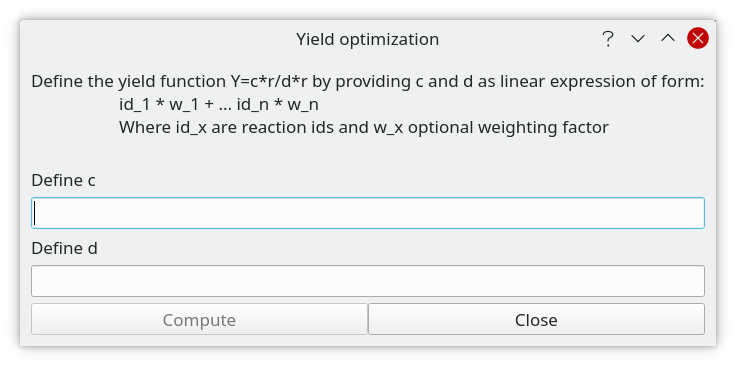 Yield optimization
Define the yield function Y=c*r/d*r by providing c and d as linear expression of form:
id_1 * w_1 + ... id_n * w_n
Where id_x are reaction ids and w_x optional weighting factor
Define c
Define d
Compute
Close